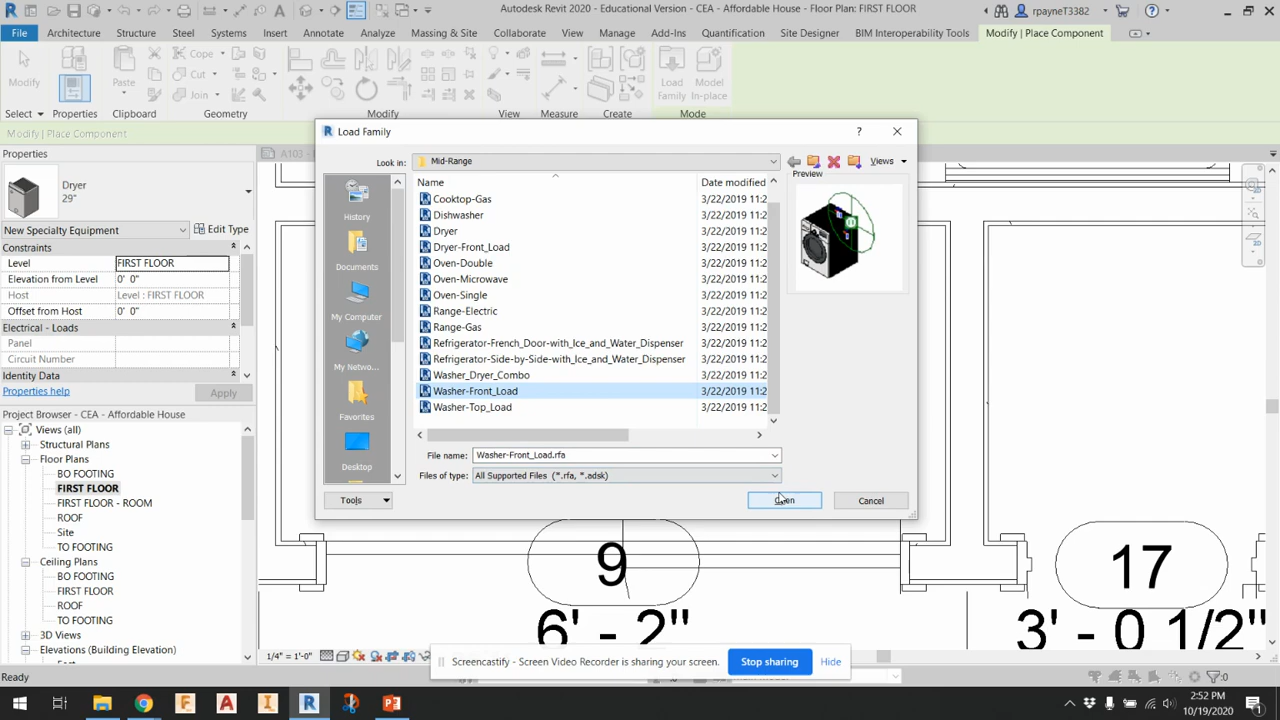 Autodesk Revit 2020 - Educational Version - CEA - Affordable House - Floor Plan: FIRST FLOOR
rpayneT3382
File Architecture Structure Steel Systems Insert Annotate Analyze Massing & Site Collaborate View Manage Add-Ins Quantification Site Designer BIM Interoperability Tools Modify | Place Component
Modify
Cope
Cut
Join
Paste
Load Family
Model In-place
Select Properties Clipboard Geometry Modify View Measure Create Mode
Modify | Place Component
Properties
Dryer
29"
New Specialty Equipment Edit Type
Constraints
Level FIRST FLOOR
Elevation from Level 0' 0"
Host Level : FIRST FLOOR
Offset from Host 0' 0"
Electrical - Loads
Panel
Circuit Number
Identity Data
Properties help Apply
Project Browser - CEA - Affordable House
Views (all)
Structural Plans
Floor Plans
BO FOOTING
FIRST FLOOR
FIRST FLOOR - ROOM
ROOF
Site
TO FOOTING
Ceiling Plans
BO FOOTING
FIRST FLOOR
ROOF
TO FOOTING
3D Views
Elevations (Building Elevation)
Load Family
Look in: Mid-Range Views
Name Date modified
Cooktop-Gas 3/22/2019 11:2
Dishwasher 3/22/2019 11:2
Dryer 3/22/2019 11:2
Dryer-Front_Load 3/22/2019 11:2
Oven-Double 3/22/2019 11:2
Oven-Microwave 3/22/2019 11:2
Oven-Single 3/22/2019 11:2
Range-Electric 3/22/2019 11:2
Range-Gas 3/22/2019 11:2
Refrigerator-French_Door-with_Ice_and_Water_Dispenser 3/22/2019 11:2
Refrigerator-Side-by-Side-with_Ice_and_Water_Dispenser 3/22/2019 11:2
Washer_Dryer_Combo 3/22/2019 11:2
Washer-Front_Load 3/22/2019 11:2
Washer-Top_Load 3/22/2019 11:2
Preview
History
Documents
My Computer
My Netwo...
Favorites
Desktop
File name: Washer-Front_Load.rfa
Files of type: All Supported Files (*.rfa, *.adsk)
Tools Open Cancel
9
6' - 2"
17
3' - 0 1/2"
1/4" = 1'-0"
Screencastify - Screen Video Recorder is sharing your screen. Stop sharing Hide
Ready
:0
2:52 PM
10/19/2020